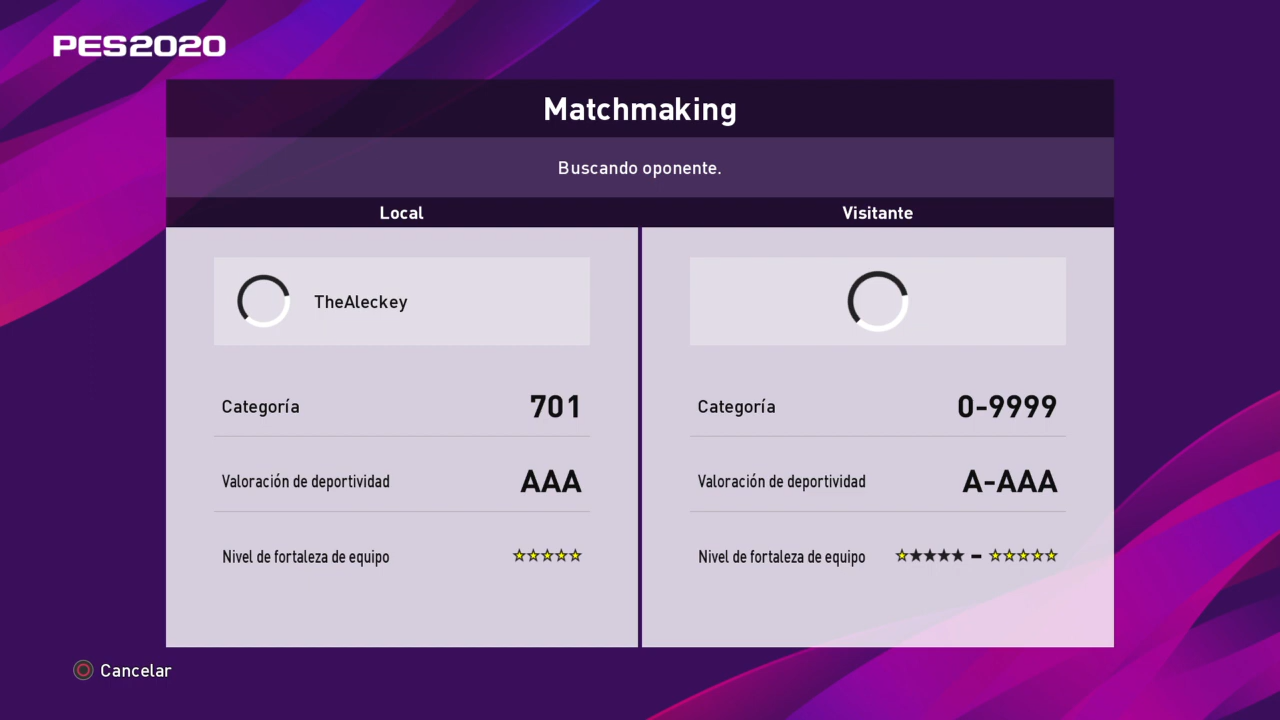 PES2020
Matchmaking
Buscando oponente.
Local
Visitante
TheAleckey
Categoría 701
Categoría 0-9999
Valoración de deportividad AAA
Valoración de deportividad A-AAA
Nivel de fortaleza de equipo ☆☆☆☆☆
Nivel de fortaleza de equipo ☆★★★★ – ☆☆☆☆☆
Cancelar